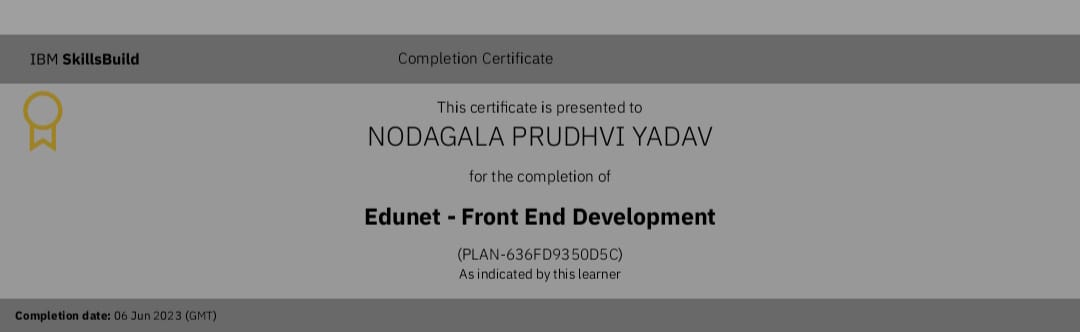 IBM SkillsBuild
Completion Certificate
This certificate is presented to
NODAGALA PRUDHVI YADAV
for the completion of
Edunet - Front End Development
(PLAN-636FD9350D5C)
As indicated by this learner
Completion date: 06 Jun 2023 (GMT)